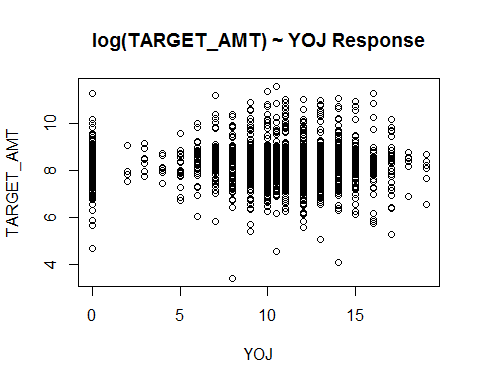 log(TARGET_AMT) ~ YOJ Response
TARGET_AMT
10
8
6
4
0 5 10 15
YOJ